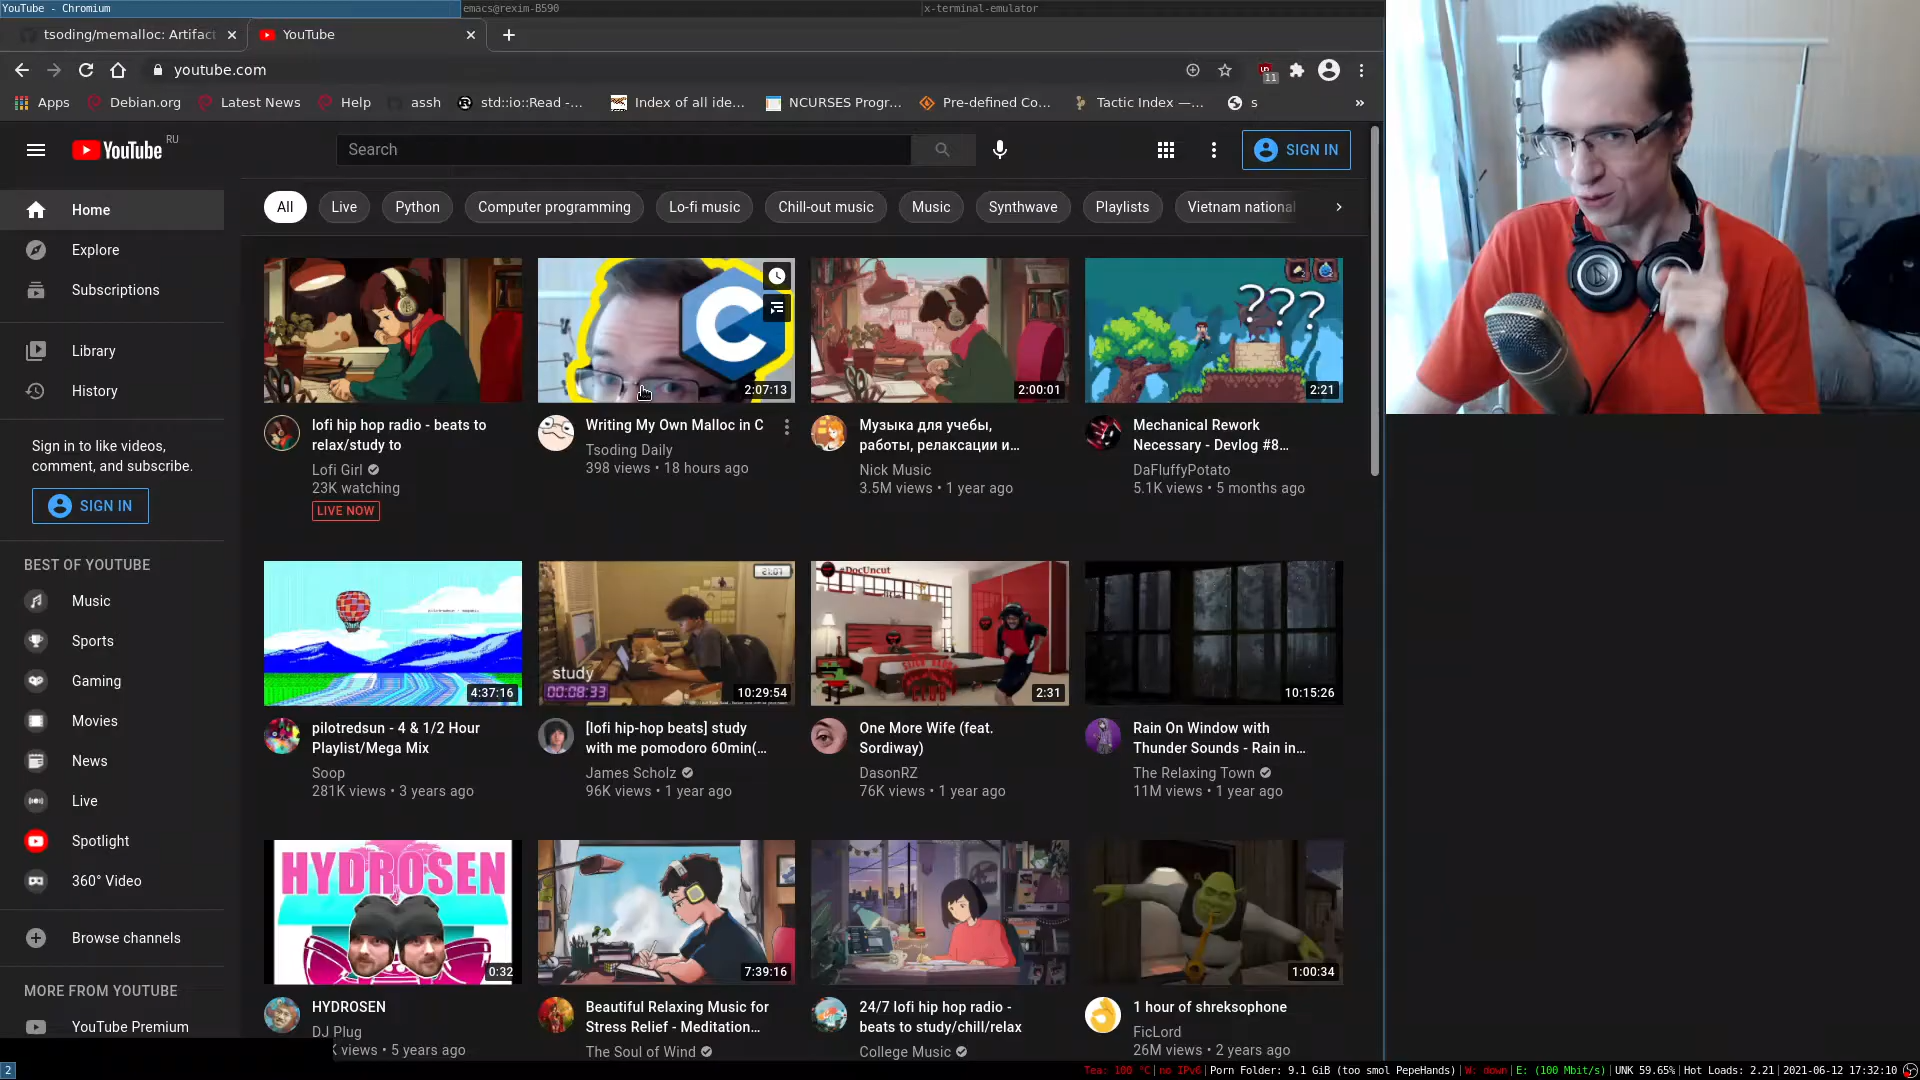 YouTube - Chromium
emacs@rexim-B590
x-terminal-emulator
tsoding/memalloc: Artifact
YouTube
youtube.com
11
Apps
Debian.org
Latest News
Help
assh
std::io::Read -...
Index of all ide...
NCURSES Progr...
Pre-defined Co...
Tactic Index —...
s
»
YouTube RU
Search
SIGN IN
Home
Explore
Subscriptions
Library
History
Sign in to like videos,
comment, and subscribe.
SIGN IN
BEST OF YOUTUBE
Music
Sports
Gaming
Movies
News
Live
Spotlight
360° Video
Browse channels
MORE FROM YOUTUBE
YouTube Premium
All
Live
Python
Computer programming
Lo-fi music
Chill-out music
Music
Synthwave
Playlists
Vietnam national
lofi hip hop radio - beats to
relax/study to
Lofi Girl
23K watching
LIVE NOW
C
2:07:13
Writing My Own Malloc in C
Tsoding Daily
398 views • 18 hours ago
2:00:01
Музыка для учебы,
работы, релаксации и...
Nick Music
3.5M views • 1 year ago
???
2:21
Mechanical Rework
Necessary - Devlog #8...
DaFluffyPotato
5.1K views • 5 months ago
4:37:16
pilotredsun - 4 & 1/2 Hour
Playlist/Mega Mix
Soop
281K views • 3 years ago
21:07
study
00:08:33
10:29:54
[lofi hip-hop beats] study
with me pomodoro 60min(...
James Scholz
96K views • 1 year ago
#DocUncut
2:31
One More Wife (feat.
Sordiway)
DasonRZ
76K views • 1 year ago
10:15:26
Rain On Window with
Thunder Sounds - Rain in...
The Relaxing Town
11M views • 1 year ago
HYDROSEN
0:32
HYDROSEN
DJ Plug
K views • 5 years ago
7:39:16
Beautiful Relaxing Music for
Stress Relief - Meditation...
The Soul of Wind
24/7 lofi hip hop radio -
beats to study/chill/relax
College Music
1:00:34
1 hour of shreksophone
FicLord
26M views • 2 years ago
2
Tea: 100 °C|no IPv6|Porn Folder: 9.1 GiB (too smol PepeHands)|W: down|E: (100 Mbit/s)|UNK 59.65%|Hot Loads: 2.21|2021-06-12 17:32:10